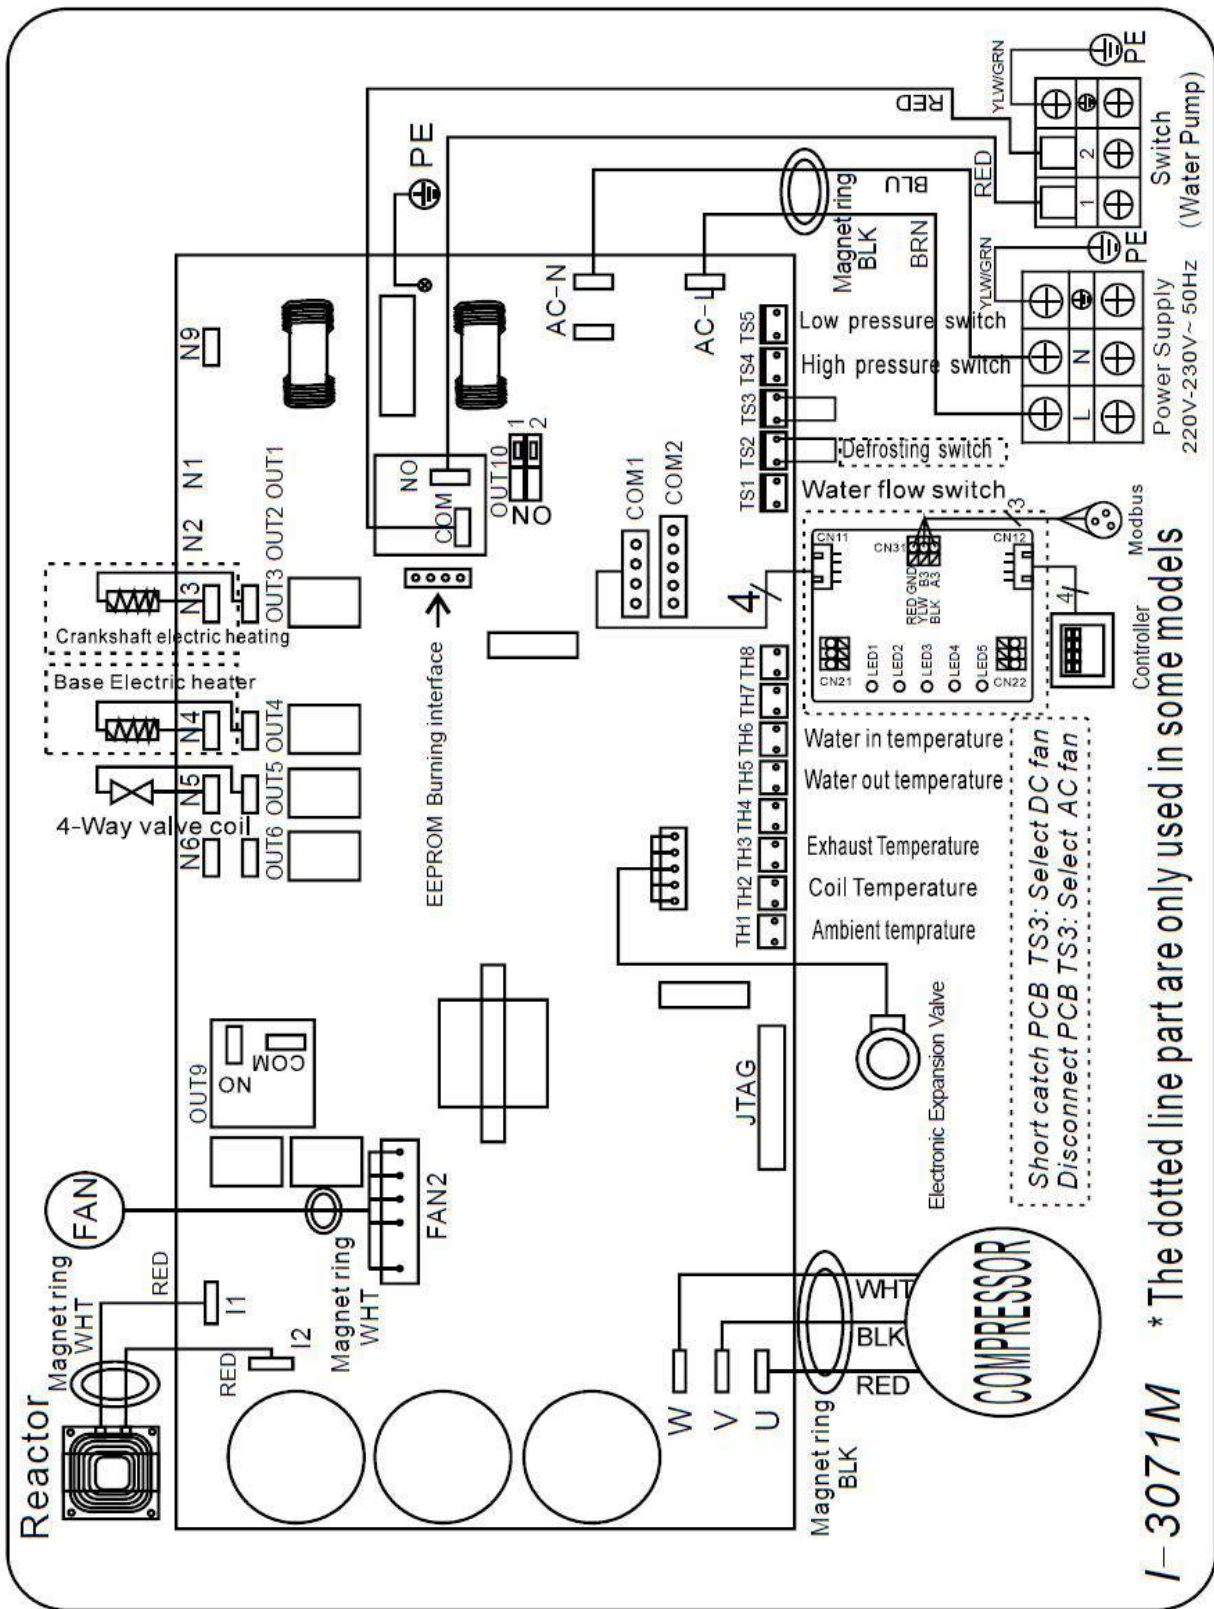 Reactor
Magnet ring
WHT
RED
RED
I1
I2
FAN
Magnet ring
WHT
FAN2
OUT9
NO
COM
N6
N5
N4
N3
N2
N1
N9
4-Way valve coil
Base Electric heater
Crankshaft electric heating
OUT6
OUT5
OUT4
OUT3
OUT2
OUT1
EEPROM Burning interface
NO
COM
OUT10
1
2
ON
PE
AC-N
AC-L
COM1
COM2
W
V
U
Magnet ring
BLK
WHT
BLK
RED
COMPRESSOR
JTAG
Electronic Expansion Valve
TH1
TH2
TH3
TH4
TH5
TH6
TH7
TH8
Ambient temprature
Coil Temperature
Exhaust Temperature
Water out temperature
Water in temperature
TS1
TS2
TS3
TS4
TS5
Water flow switch
Defrosting switch
High pressure switch
Low pressure switch
4
CN11
CN31
CN12
RED GND
YLW B3
BLK A3
CN21
LED1
LED2
LED3
LED4
LED5
CN22
3
4
Controller
Modbus
Magnet ring
BLK
BRN
BLU
RED
RED
YLW/GRN
PE
L
N
Power Supply
220V-230V~ 50Hz
YLW/GRN
PE
1
2
Switch
(Water Pump)
Short catch PCB TS3: Select DC fan
Disconnect PCB TS3: Select AC fan
I-3071M
* The dotted line part are only used in some models